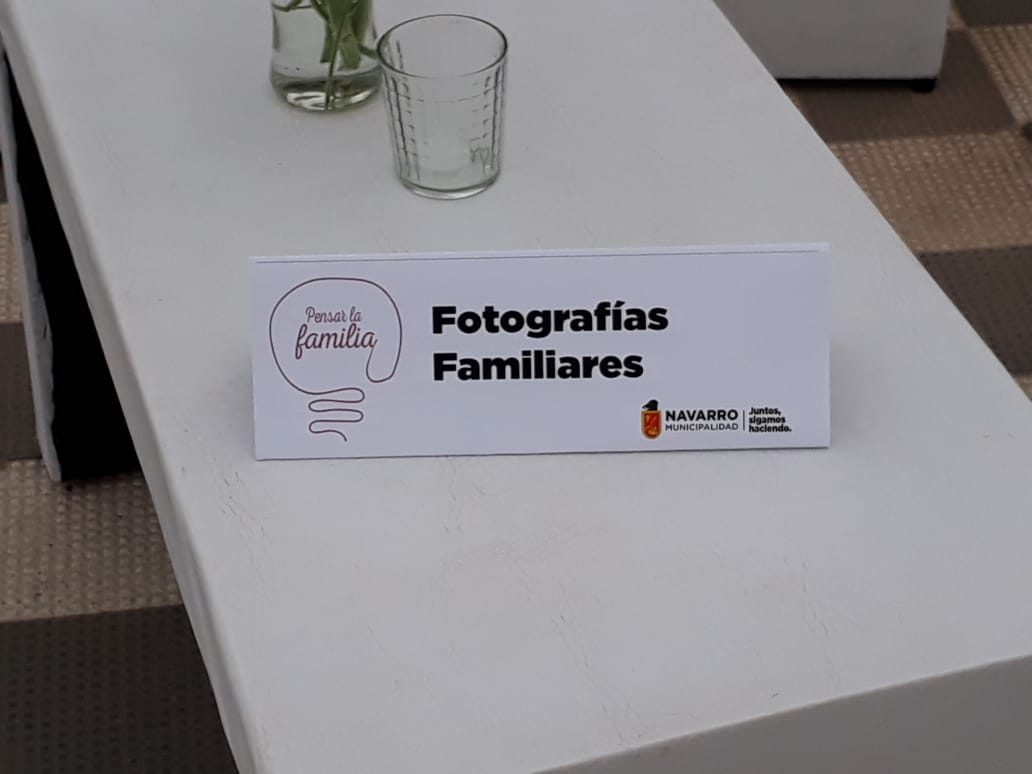 Pensar la
familia
Fotografías
Familiares
NAVARRO
MUNICIPALIDAD
Juntos,
sigamos
haciendo.